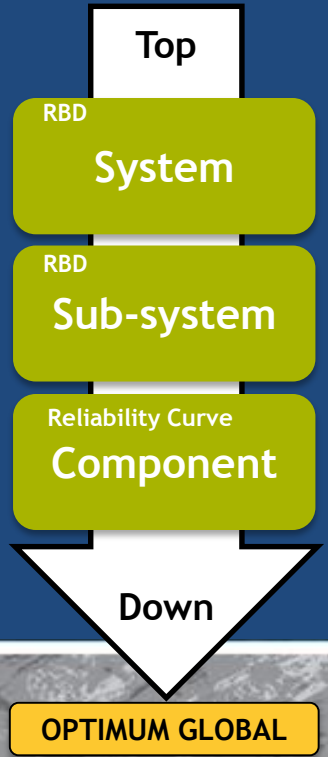 Top
RBD
System
RBD
Sub-system
Reliability Curve
Component
Down
OPTIMUM GLOBAL